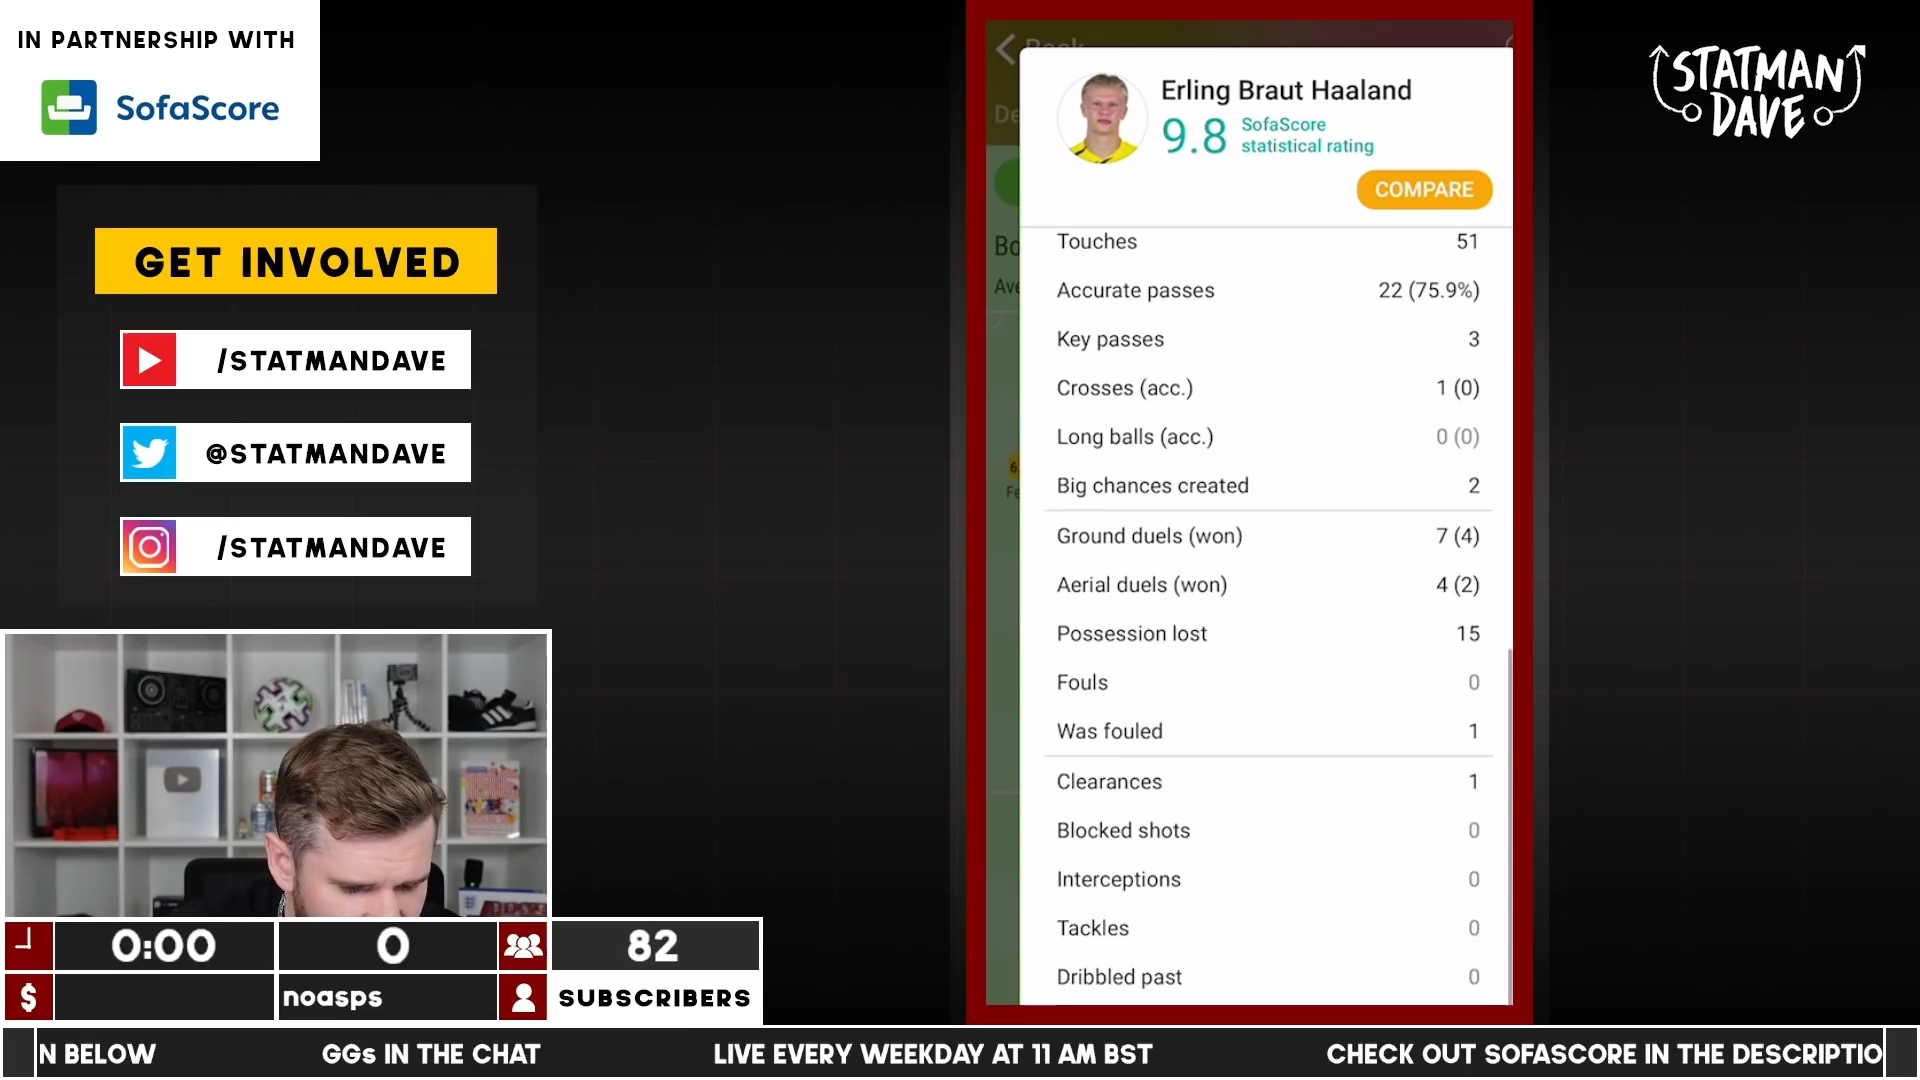 IN PARTNERSHIP WITH
SofaScore
GET INVOLVED
/STATMANDAVE
@STATMANDAVE
/STATMANDAVE
0:00
0
82
$
noasps
SUBSCRIBERS
Back
Erling Braut Haaland
9.8
SofaScore
statistical rating
COMPARE
Touches 51
Accurate passes 22 (75.9%)
Key passes 3
Crosses (acc.) 1 (0)
Long balls (acc.) 0 (0)
Big chances created 2
Ground duels (won) 7 (4)
Aerial duels (won) 4 (2)
Possession lost 15
Fouls 0
Was fouled 1
Clearances 1
Blocked shots 0
Interceptions 0
Tackles 0
Dribbled past 0
STATMAN
DAVE
N BELOW GGs IN THE CHAT LIVE EVERY WEEKDAY AT 11 AM BST CHECK OUT SOFASCORE IN THE DESCRIPTIO